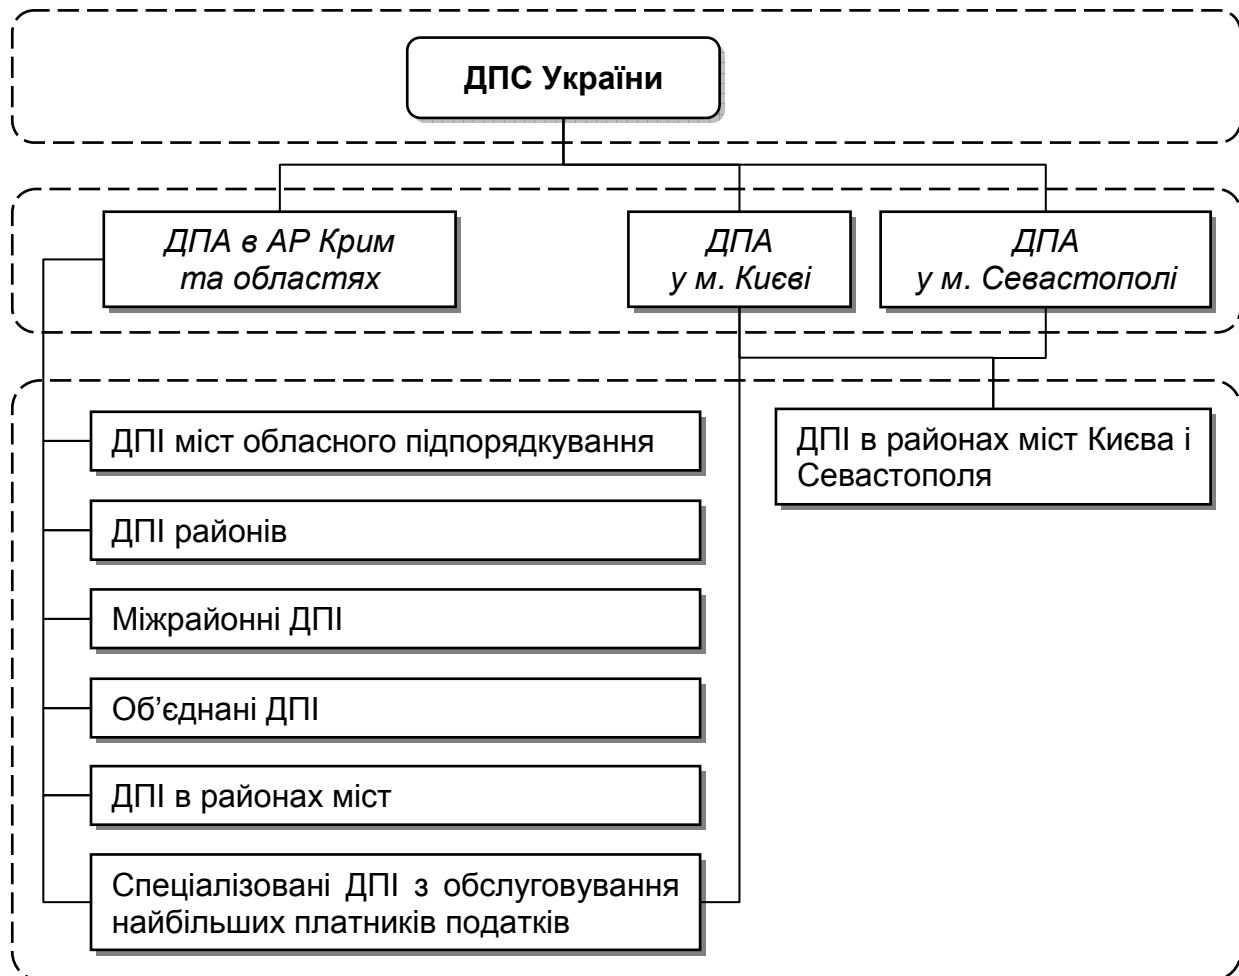 ДПС України
ДПА в АР Крим
та областях
ДПА
у м. Києві
ДПА
у м. Севастополі
ДПІ міст обласного підпорядкування
ДПІ в районах міст Києва і
Севастополя
ДПІ районів
Міжрайонні ДПІ
Об’єднані ДПІ
ДПІ в районах міст
Спеціалізовані ДПІ з обслуговування
найбільших платників податків